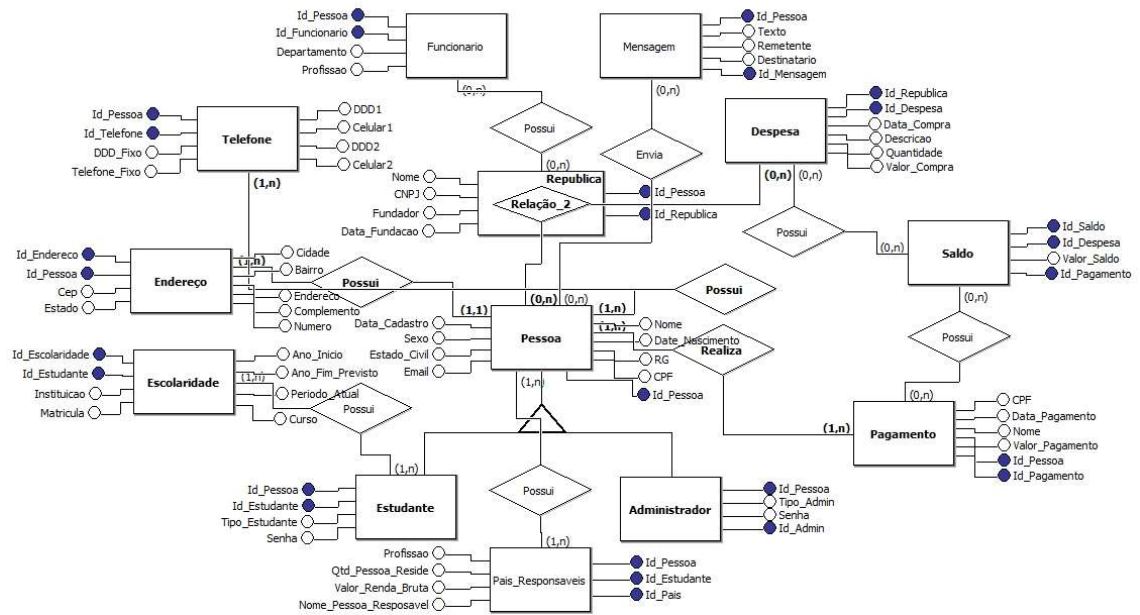 Id_Pessoa
Id_Funcionario
Departamento
Profissao
Funcionario
(0,n)
Mensagem
Id_Pessoa
Texto
Remetente
Destinatario
Id_Mensagem
(0,n)
Id_Pessoa
Id_Telefone
DDD_Fixo
Telefone_Fixo
Telefone
DDD1
Celular1
DDD2
Celular2
(1,n)
Possui
(0,n)
Envia
Despesa
Id_Republica
Id_Despesa
Data_Compra
Descricao
Quantidade
Valor_Compra
(0,n)
(0,n)
Nome
CNPJ
Fundador
Data_Fundacao
Republica
Relação_2
Id_Pessoa
Id_Republica
Possui
(0,n)
Saldo
Id_Saldo
Id_Despesa
Valor_Saldo
Id_Pagamento
(0,n)
Id_Endereco
Id_Pessoa
Cep
Estado
Endereço
Cidade
(1,n)
Bairro
Endereco
Complemento
Numero
Possui
(1,1)
(0,n)
(0,n)
(1,n)
(1,n)
Possui
Data_Cadastro
Sexo
Estado_Civil
Email
Pessoa
Nome
Date_Nascimento
RG
CPF
Id_Pessoa
Realiza
(1,n)
Possui
(0,n)
Id_Escolaridade
Id_Estudante
Instituicao
Matricula
Escolaridade
Ano_Inicio
Ano_Fim_Previsto
(1,n)
Periodo_Atual
Curso
Possui
(1,n)
(1,n)
Pagamento
CPF
Data_Pagamento
Nome
Valor_Pagamento
Id_Pessoa
Id_Pagamento
Id_Pessoa
Id_Estudante
Tipo_Estudante
Senha
Estudante
Possui
(1,n)
Administrador
Id_Pessoa
Tipo_Admin
Senha
Id_Admin
Profissao
Qtd_Pessoa_Reside
Valor_Renda_Bruta
Nome_Pessoa_Resposavel
Pais_Responsaveis
Id_Pessoa
Id_Estudante
Id_Pais